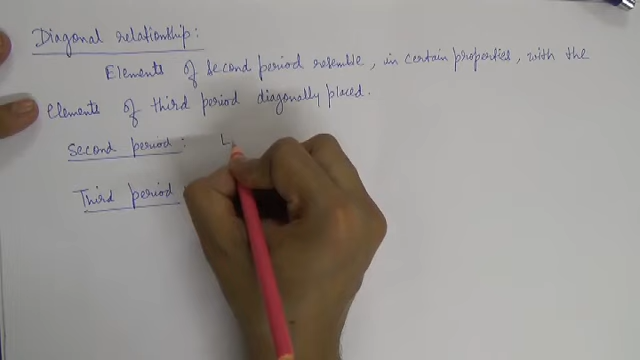 Diagonal relationship:
Elements of second period resemble, in certain properties, with the
elements of third period diagonally placed.
Second period: Li
Third period